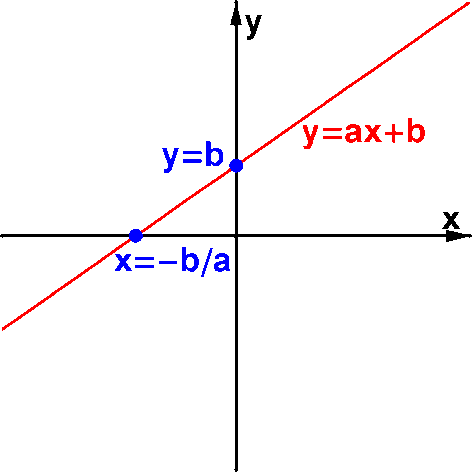 y
y=ax+b
y=b
x
x=−b/a